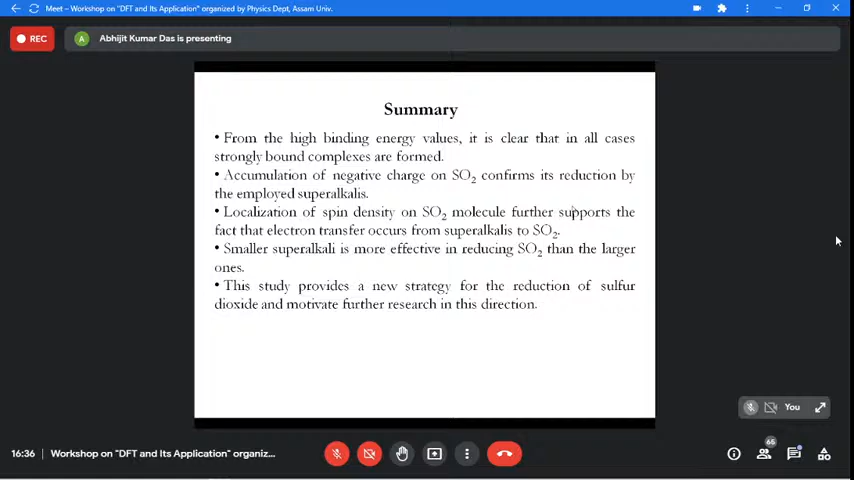 Meet – Workshop on "DFT and Its Application" organized by Physics Dept, Assam Univ.
REC
A
Abhijit Kumar Das is presenting
Summary
• From the high binding energy values, it is clear that in all cases
strongly bound complexes are formed.
• Accumulation of negative charge on SO2 confirms its reduction by
the employed superalkalis.
• Localization of spin density on SO2 molecule further supports the
fact that electron transfer occurs from superalkalis to SO2.
• Smaller superalkali is more effective in reducing SO2 than the larger
ones.
• This study provides a new strategy for the reduction of sulfur
dioxide and motivate further research in this direction.
You
16:36 Workshop on "DFT and Its Application" organiz...
65